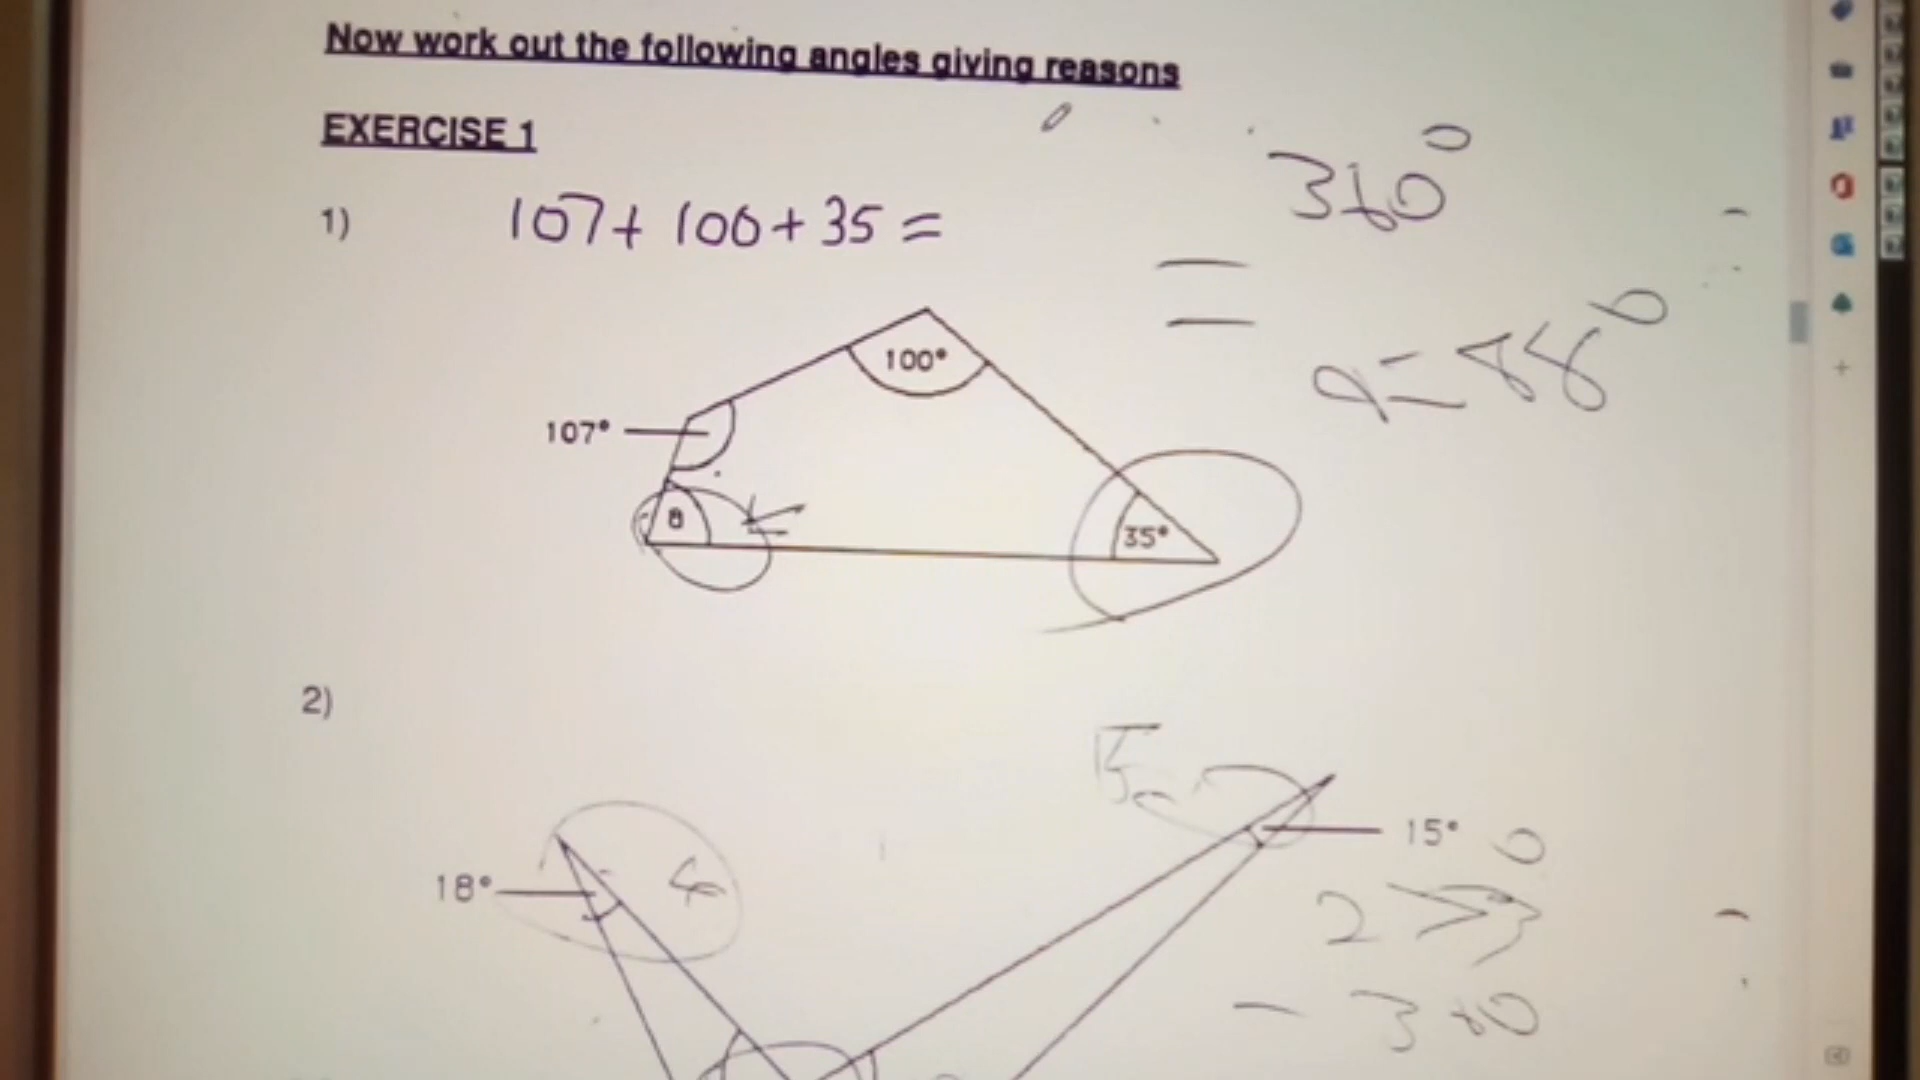 Now work out the following angles giving reasons
EXERCISE 1
360°
1) 107+ 100+35 =
=
100°
107°
35°
2)
15°
18°